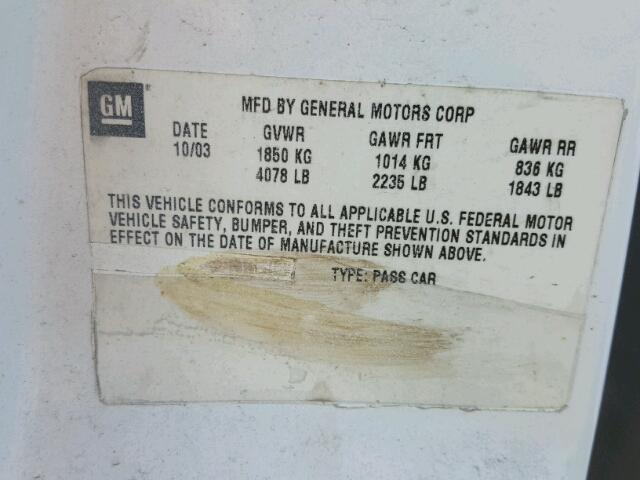 GM
MFD BY GENERAL MOTORS CORP
DATE GVWR GAWR FRT GAWR RR
10/03 1850 KG 1014 KG 836 KG
4078 LB 2235 LB 1843 LB
THIS VEHICLE CONFORMS TO ALL APPLICABLE U.S. FEDERAL MOTOR
VEHICLE SAFETY, BUMPER, AND THEFT PREVENTION STANDARDS IN
EFFECT ON THE DATE OF MANUFACTURE SHOWN ABOVE.
TYPE: PASS CAR